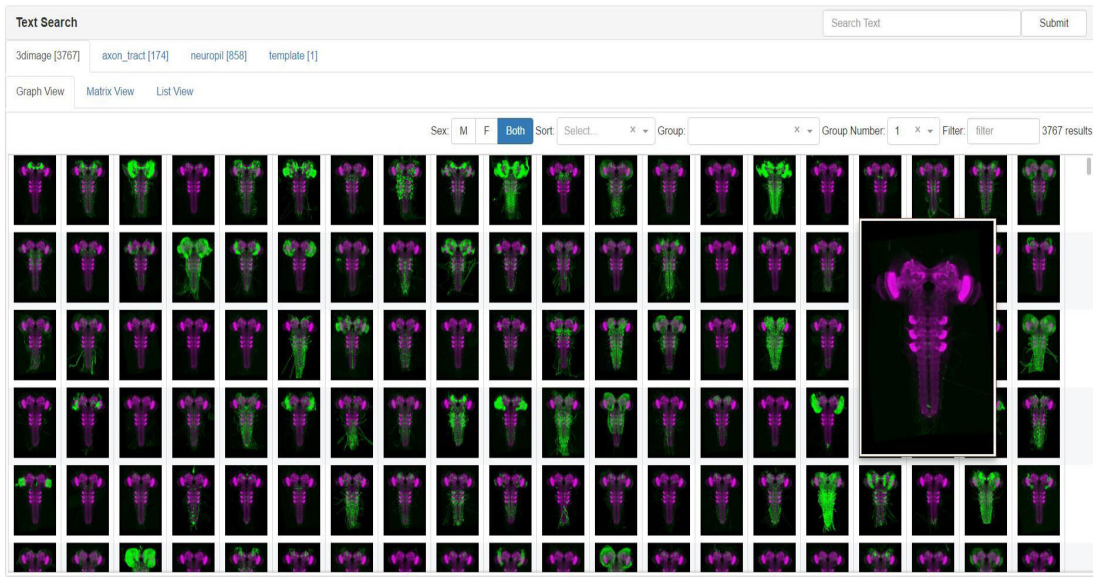 Text Search Search Text Submit
3dimage [3767] axon_tract [174] neuropil [858] template [1]
Graph View Matrix View List View
Sex: M F Both Sort: Select... × Group: × Group Number: 1 × Filter: filter 3767 results